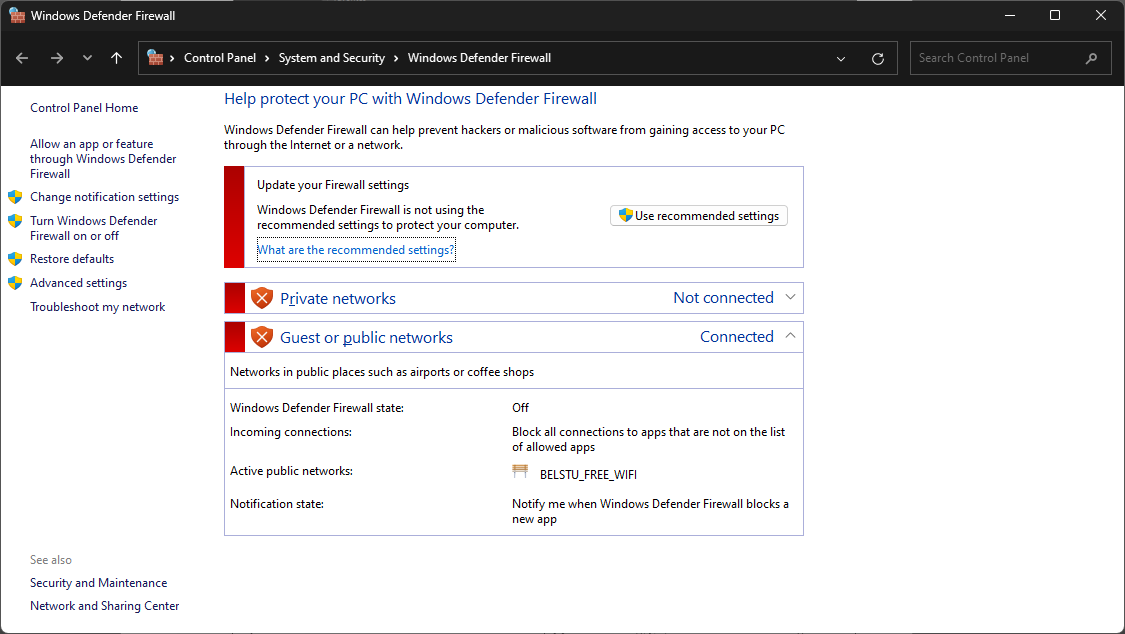 Windows Defender Firewall
Control Panel
System and Security
Windows Defender Firewall
Search Control Panel
Control Panel Home
Allow an app or feature
through Windows Defender
Firewall
Change notification settings
Turn Windows Defender
Firewall on or off
Restore defaults
Advanced settings
Troubleshoot my network
See also
Security and Maintenance
Network and Sharing Center
Help protect your PC with Windows Defender Firewall
Windows Defender Firewall can help prevent hackers or malicious software from gaining access to your PC
through the Internet or a network.
Update your Firewall settings
Windows Defender Firewall is not using the
recommended settings to protect your computer.
What are the recommended settings?
Use recommended settings
Private networks
Not connected
Guest or public networks
Connected
Networks in public places such as airports or coffee shops
Windows Defender Firewall state:
Off
Incoming connections:
Block all connections to apps that are not on the list
of allowed apps
Active public networks:
BELSTU_FREE_WIFI
Notification state:
Notify me when Windows Defender Firewall blocks a
new app